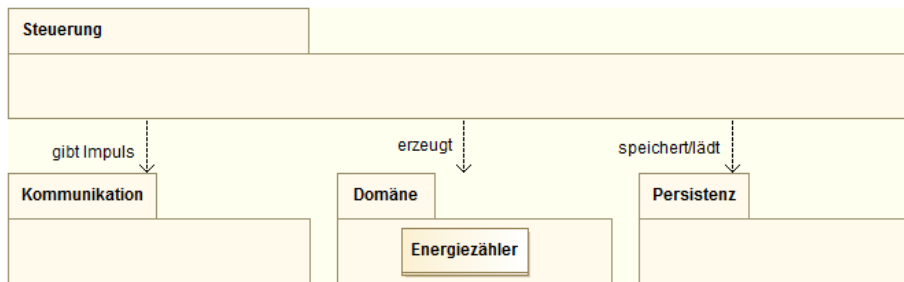 Steuerung
gibt Impuls
erzeugt
speichert/lädt
Kommunikation
Domäne
Persistenz
Energiezähler